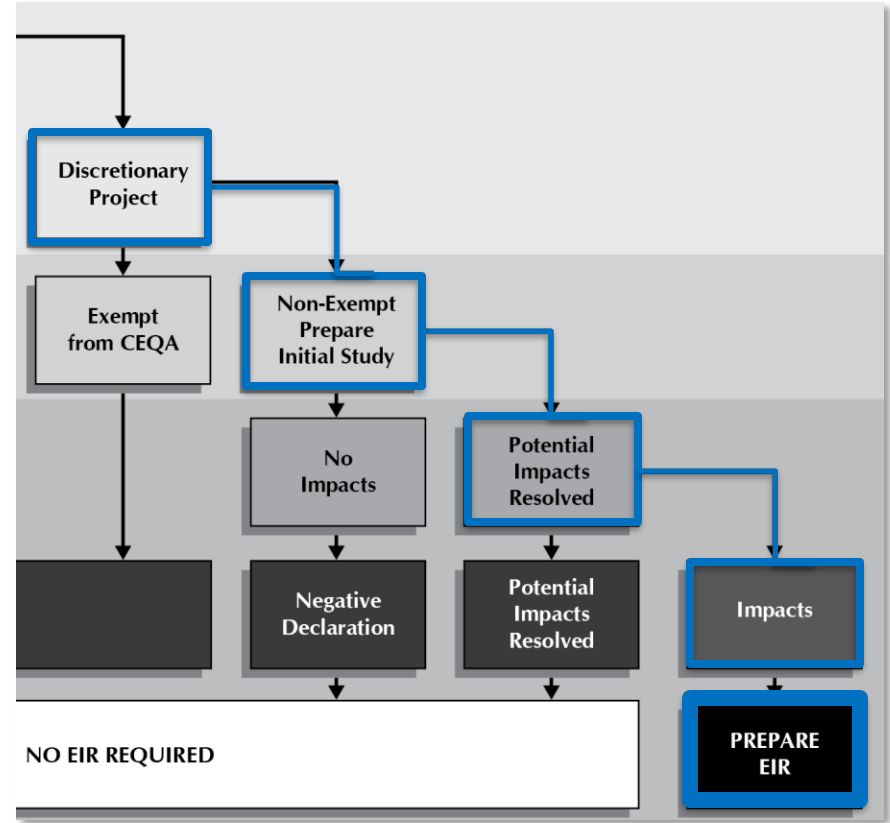 Discretionary
Project
Exempt
from CEQA
Non-Exempt
Prepare
Initial Study
No
Impacts
Potential
Impacts
Resolved
Negative
Declaration
Potential
Impacts
Resolved
Impacts
NO EIR REQUIRED
PREPARE
EIR